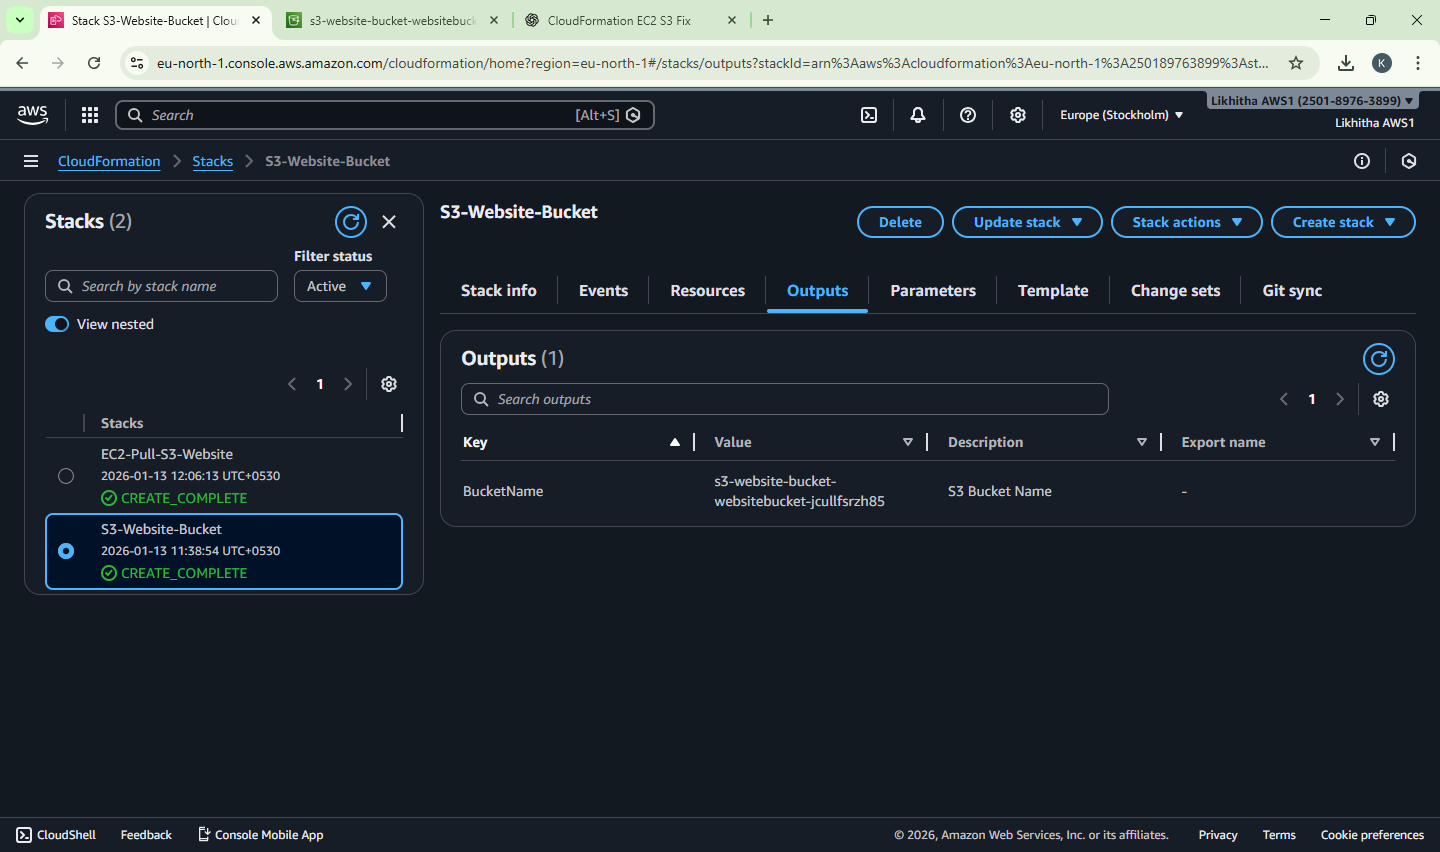 Stack S3-Website-Bucket | Clou
s3-website-bucket-websitebuck
CloudFormation EC2 S3 Fix
eu-north-1.console.aws.amazon.com/cloudformation/home?region=eu-north-1#/stacks/outputs?stackId=arn%3Aaws%3Acloudformation%3Aeu-north-1%3A250189763899%3Ast...
K
aws
Search
[Alt+S]
Europe (Stockholm)
Likhitha AWS1 (2501-8976-3899)
Likhitha AWS1
CloudFormation
Stacks
S3-Website-Bucket
Stacks (2)
Filter status
Search by stack name
Active
View nested
1
Stacks
EC2-Pull-S3-Website
2026-01-13 12:06:13 UTC+0530
CREATE_COMPLETE
S3-Website-Bucket
2026-01-13 11:38:54 UTC+0530
CREATE_COMPLETE
S3-Website-Bucket
Delete
Update stack
Stack actions
Create stack
Stack info
Events
Resources
Outputs
Parameters
Template
Change sets
Git sync
Outputs (1)
Search outputs
1
Key
Value
Description
Export name
BucketName
s3-website-bucket-
websitebucket-jcullfsrzh85
S3 Bucket Name
-
CloudShell
Feedback
Console Mobile App
© 2026, Amazon Web Services, Inc. or its affiliates.
Privacy
Terms
Cookie preferences